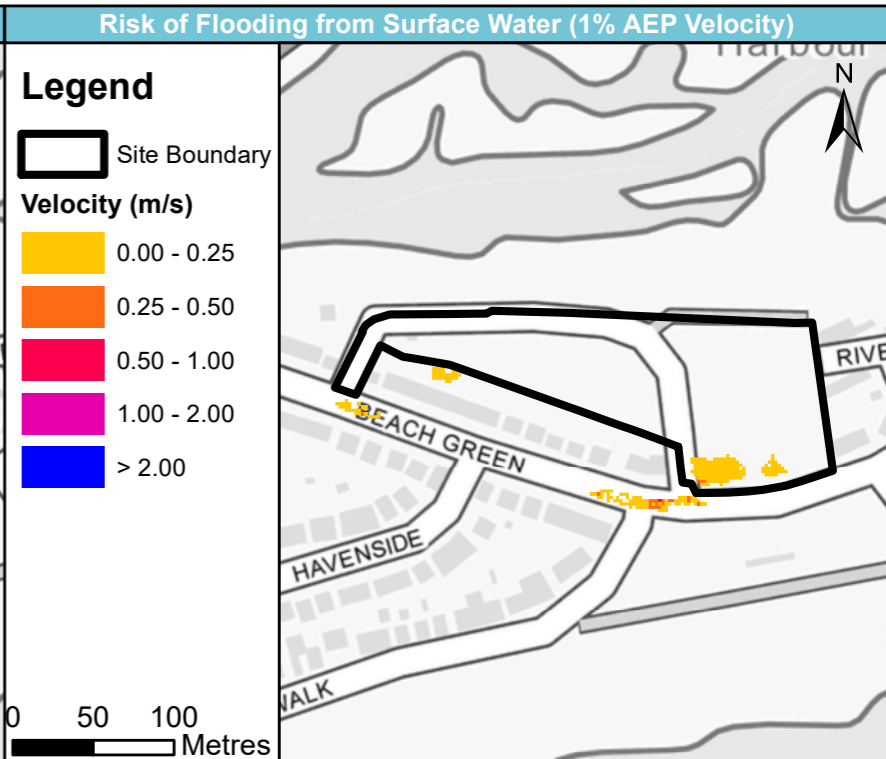 Risk of Flooding from Surface Water (1% AEP Velocity)
Legend
Site Boundary
Velocity (m/s)
0.00 - 0.25
0.25 - 0.50
0.50 - 1.00
1.00 - 2.00
> 2.00
0 50 100
Metres
Harbour
N
RIVE
BEACH GREEN
HAVENSIDE
WALK